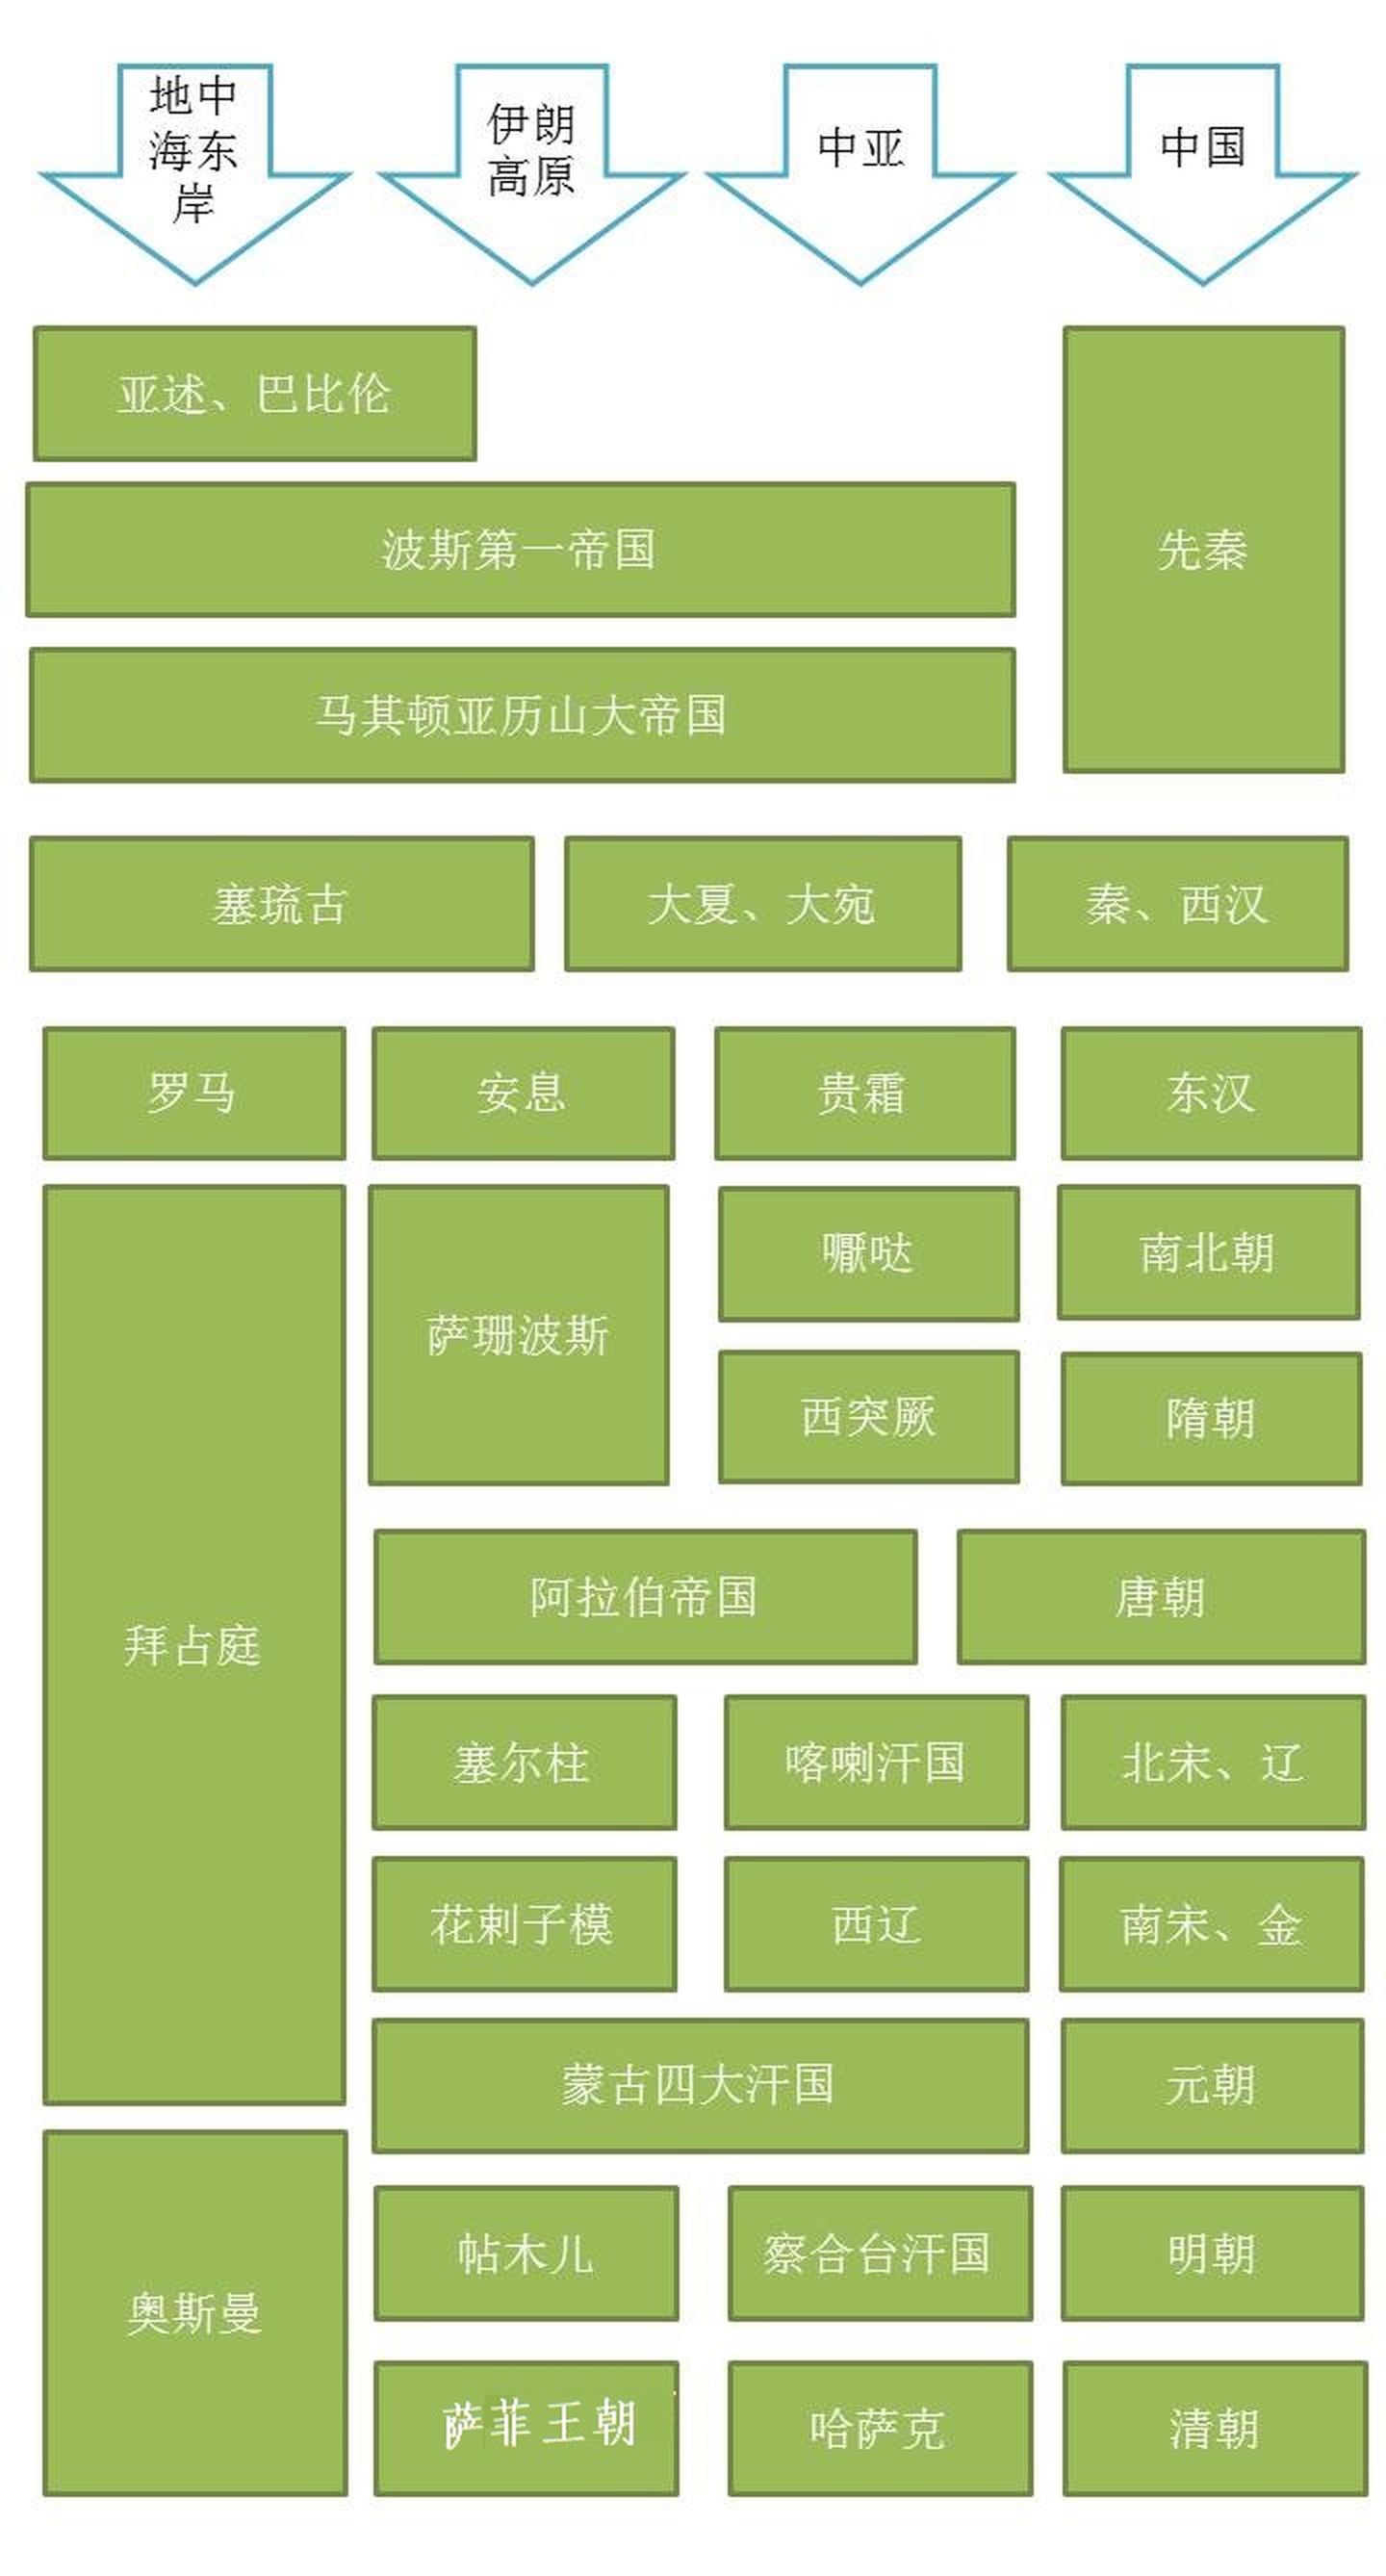 地中
海东
岸
伊朗
高原
中亚
中国
亚述、巴比伦
波斯第一帝国
先秦
马其顿亚历山大帝国
塞琉古
大夏、大宛
秦、西汉
罗马
安息
贵霜
东汉
嚈哒
南北朝
萨珊波斯
西突厥
隋朝
阿拉伯帝国
唐朝
拜占庭
塞尔柱
喀喇汗国
北宋、辽
花剌子模
西辽
南宋、金
蒙古四大汗国
元朝
帖木儿
察合台汗国
明朝
奥斯曼
萨菲王朝
哈萨克
清朝